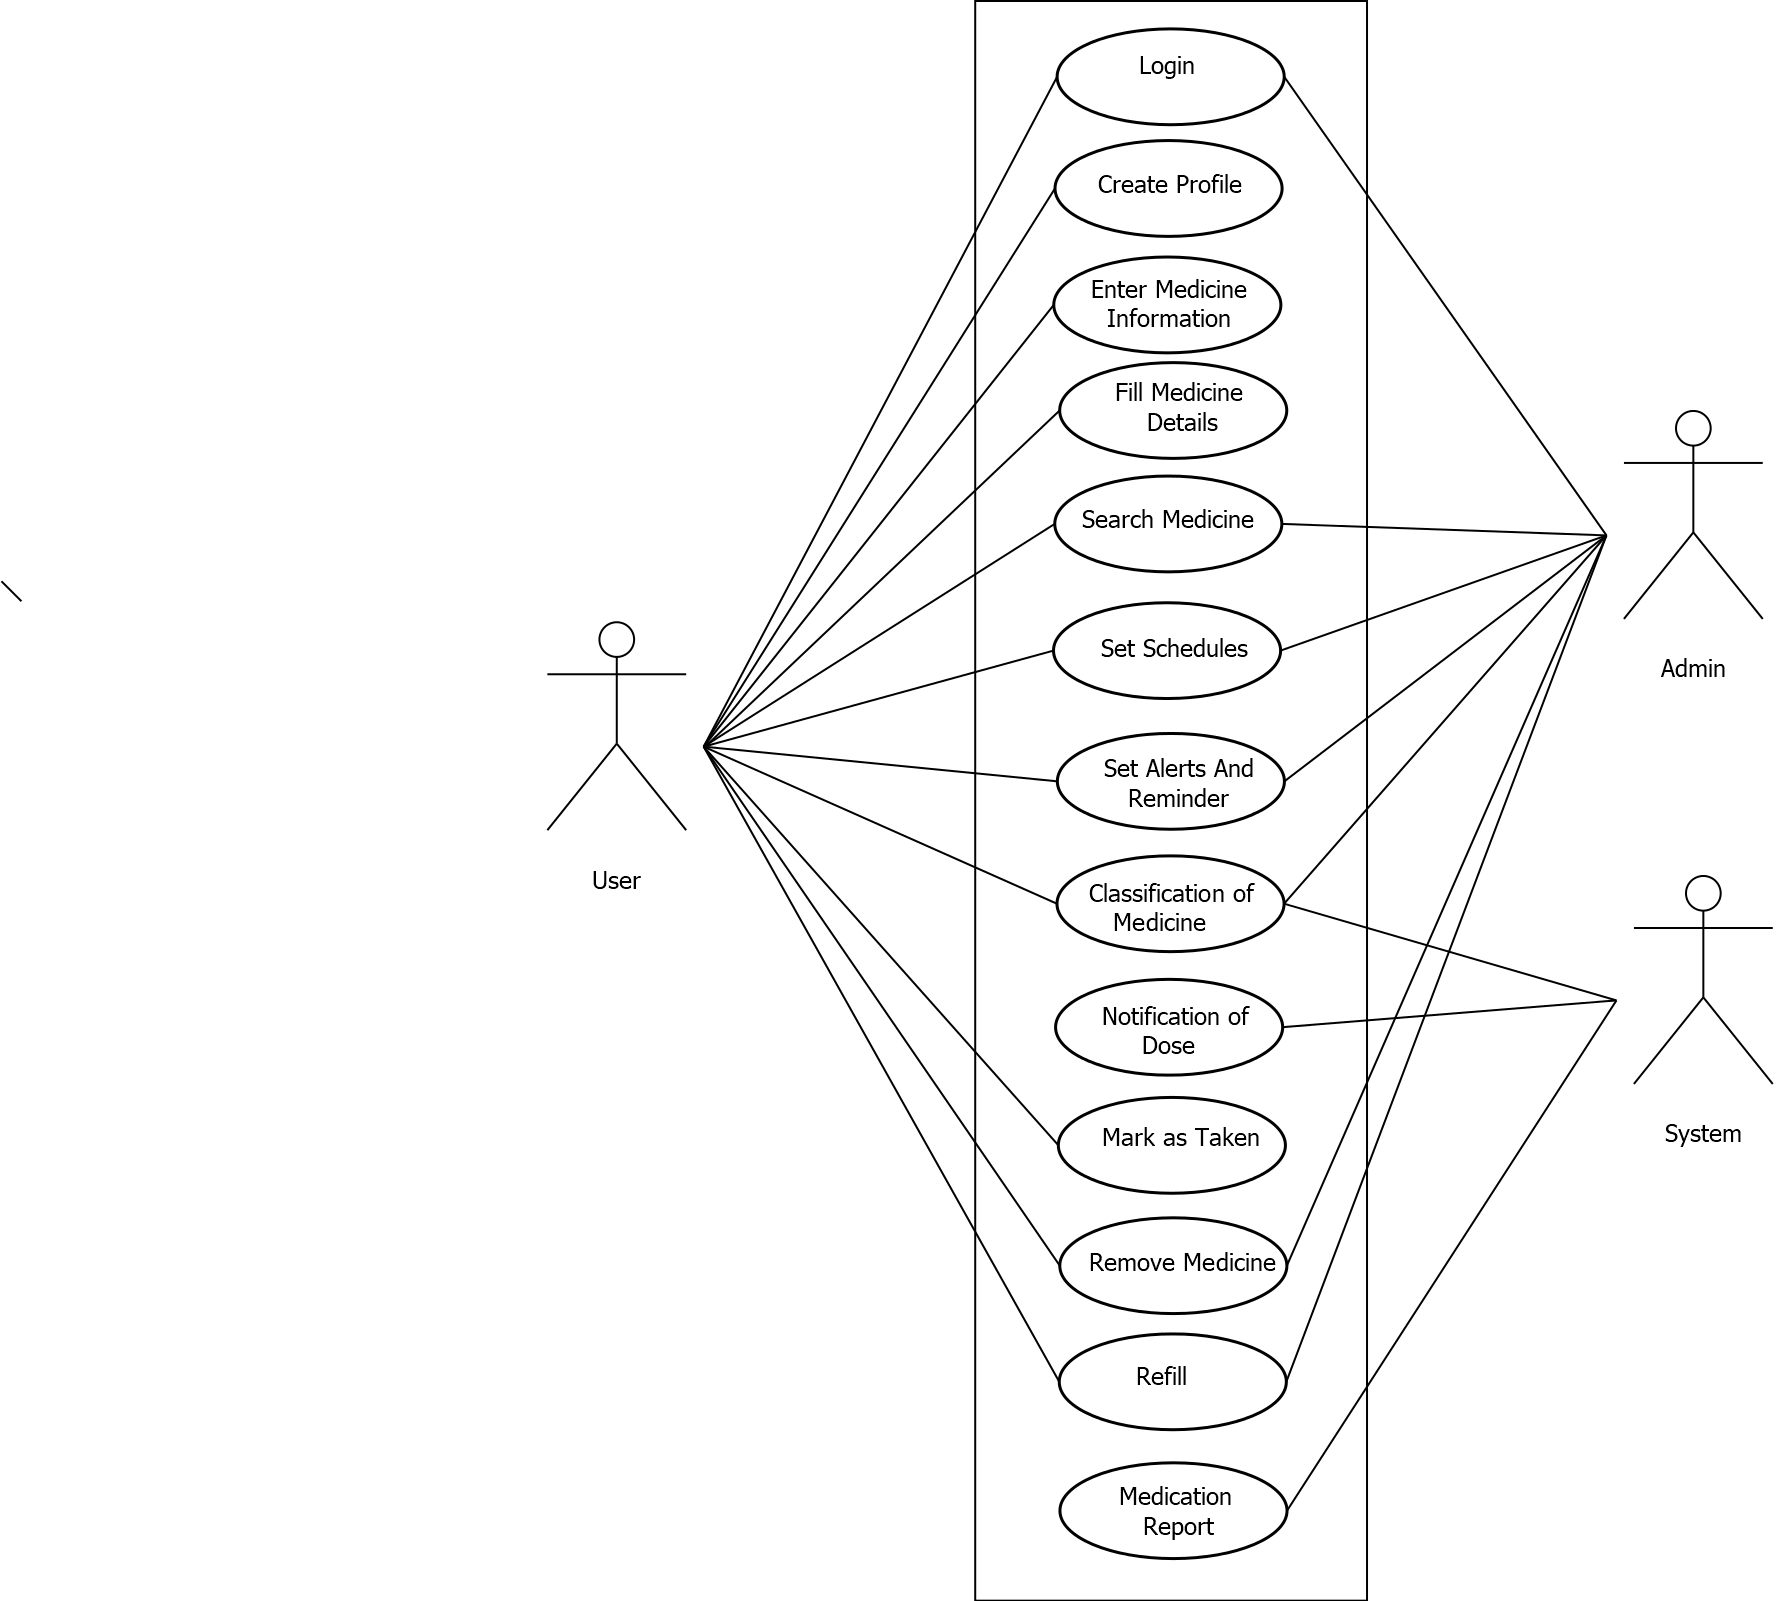 Login
Create Profile
Enter Medicine
Information
Fill Medicine
Details
Search Medicine
Set Schedules
Set Alerts And
Reminder
Classification of
Medicine
Notification of
Dose
Mark as Taken
Remove Medicine
Refill
Medication
Report
User
Admin
System